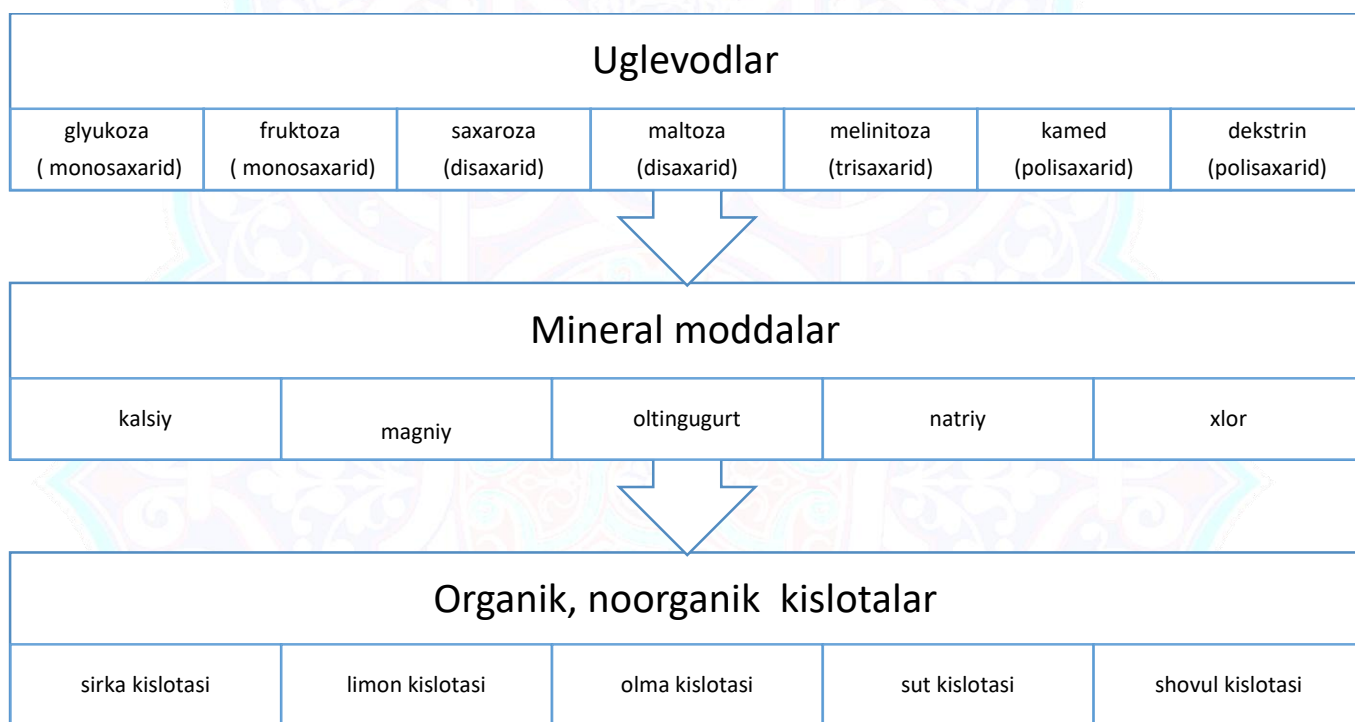 Uglevodlar
glyukoza fruktoza saxaroza maltoza melinitoza kamed dekstrin
( monosaxarid) ( monosaxarid) (disaxarid) (disaxarid) (trisaxarid) (polisaxarid) (polisaxarid)
Mineral moddalar
kalsiy magniy oltingugurt natriy xlor
Organik, noorganik kislotalar
sirka kislotasi limon kislotasi olma kislotasi sut kislotasi shovul kislotasi